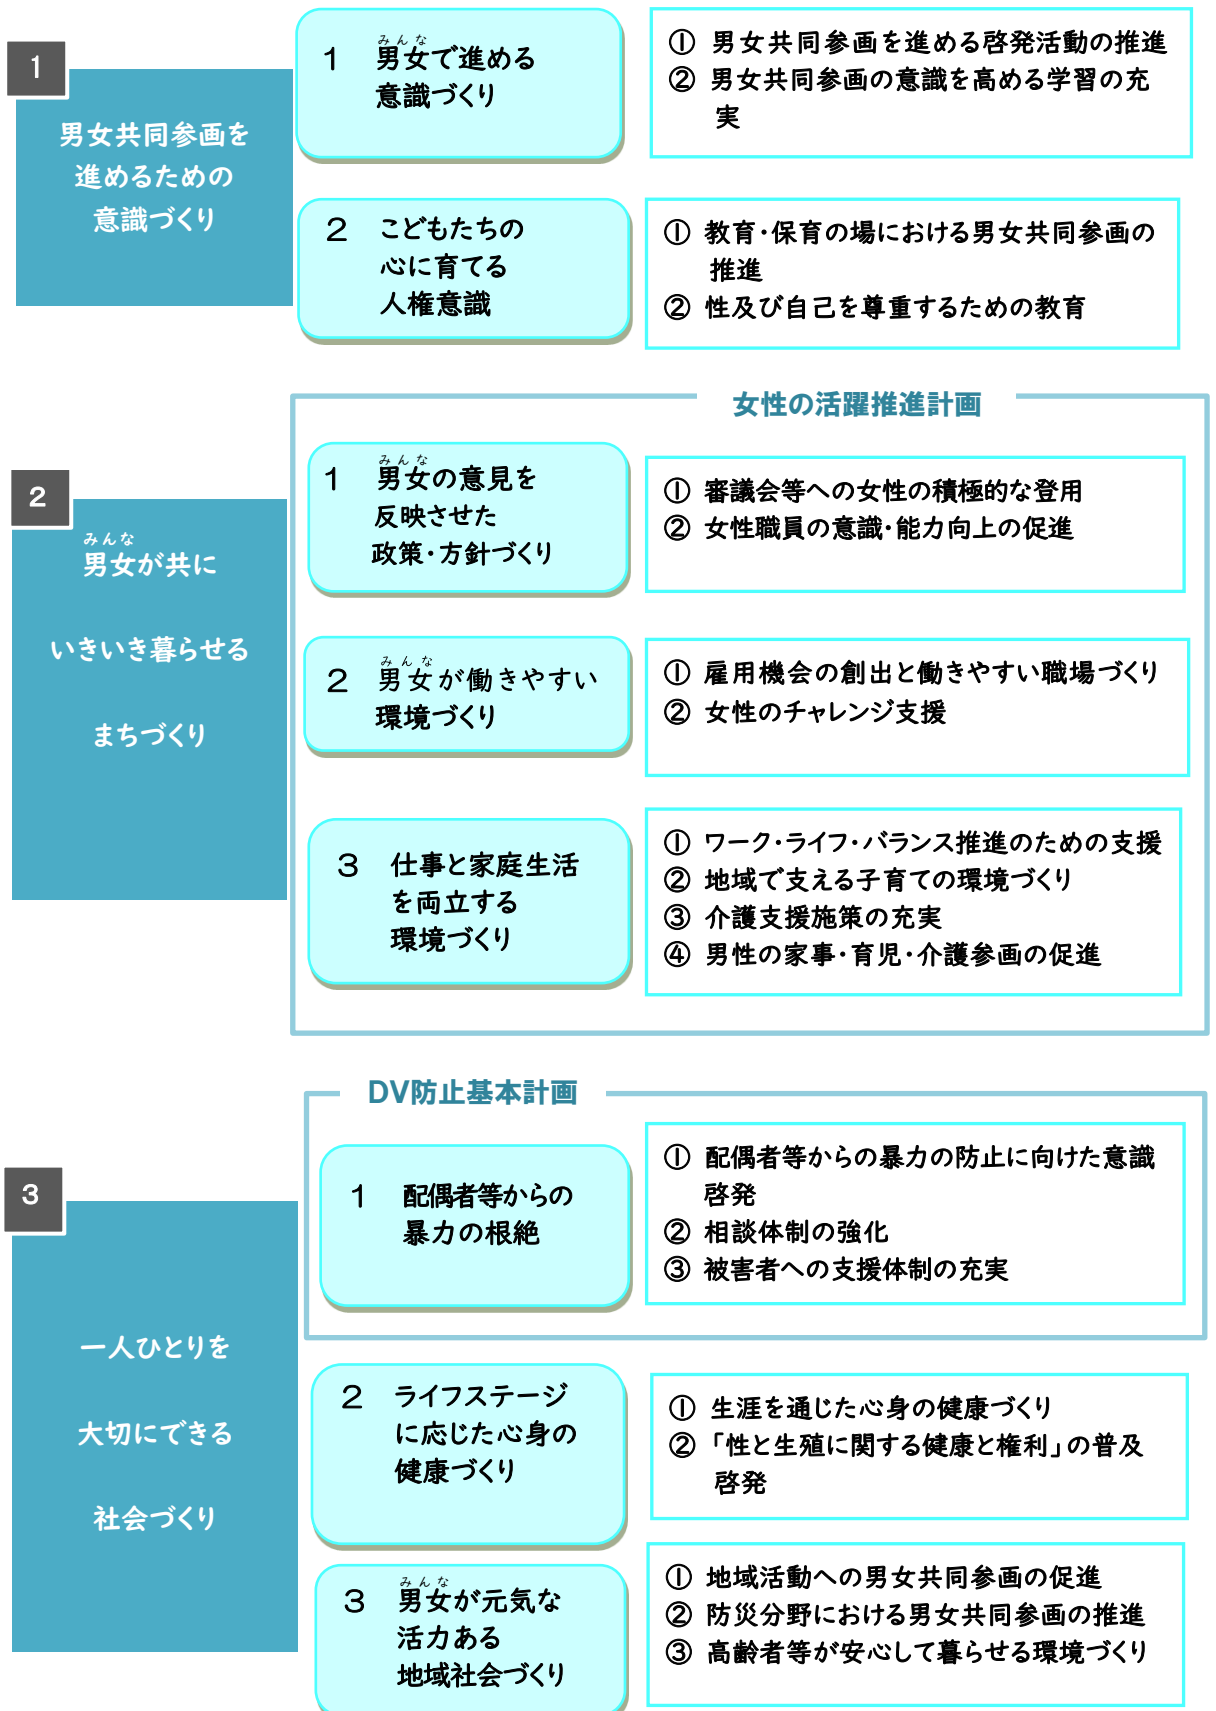 1
男女共同参画を
進めるための
意識づくり
みんな
1 男女で進める
意識づくり
① 男女共同参画を進める啓発活動の推進
② 男女共同参画の意識を高める学習の充
実
2 こどもたちの
心に育てる
人権意識
① 教育・保育の場における男女共同参画の
推進
② 性及び自己を尊重するための教育
2
みんな
男女が共に
いきいき暮らせる
まちづくり
女性の活躍推進計画
みんな
1 男女の意見を
反映させた
政策・方針づくり
① 審議会等への女性の積極的な登用
② 女性職員の意識・能力向上の促進
みんな
2 男女が働きやすい
環境づくり
① 雇用機会の創出と働きやすい職場づくり
② 女性のチャレンジ支援
3 仕事と家庭生活
を両立する
環境づくり
① ワーク・ライフ・バランス推進のための支援
② 地域で支える子育ての環境づくり
③ 介護支援施策の充実
④ 男性の家事・育児・介護参画の促進
3
一人ひとりを
大切にできる
社会づくり
DV防止基本計画
1 配偶者等からの
暴力の根絶
① 配偶者等からの暴力の防止に向けた意識
啓発
② 相談体制の強化
③ 被害者への支援体制の充実
2 ライフステージ
に応じた心身の
健康づくり
① 生涯を通じた心身の健康づくり
② 「性と生殖に関する健康と権利」の普及
啓発
みんな
3 男女が元気な
活力ある
地域社会づくり
① 地域活動への男女共同参画の促進
② 防災分野における男女共同参画の推進
③ 高齢者等が安心して暮らせる環境づくり